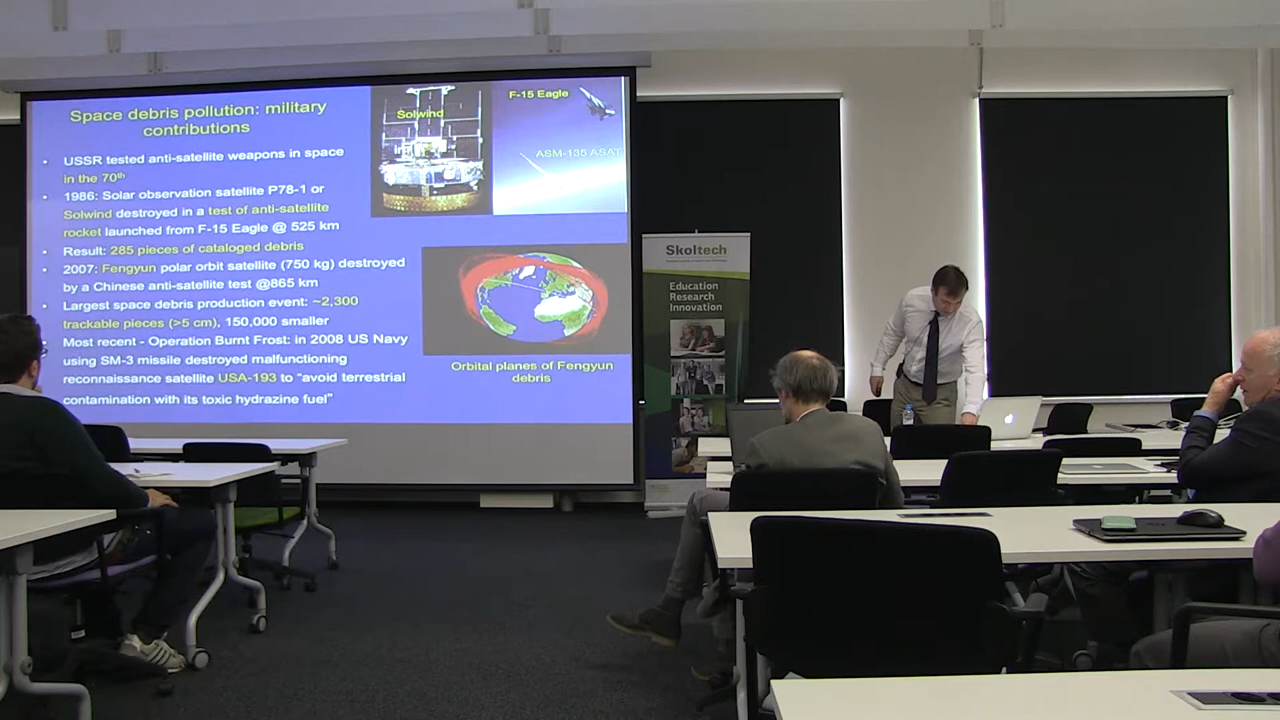 Space debris pollution: military
contributions
• USSR tested anti-satellite weapons in space
in the 70th
• 1986: Solar observation satellite P78-1 or
Solwind destroyed in a test of anti-satellite
rocket launched from F-15 Eagle @ 525 km
• Result: 285 pieces of cataloged debris
• 2007: Fengyun polar orbit satellite (750 kg) destroyed
by a Chinese anti-satellite test @865 km
• Largest space debris production event: ~2,300
trackable pieces (>5 cm), 150,000 smaller
• Most recent - Operation Burnt Frost: in 2008 US Navy
using SM-3 missile destroyed malfunctioning
reconnaissance satellite USA-193 to "avoid terrestrial
contamination with its toxic hydrazine fuel"
Solwind
F-15 Eagle
ASM-135 ASAT
Orbital planes of Fengyun
debris
Skoltech
Education
Research
Innovation